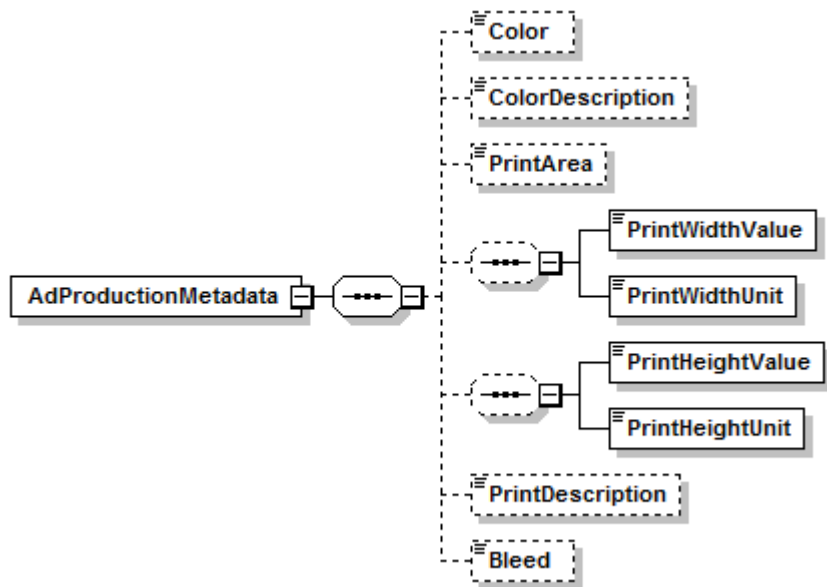 Color
ColorDescription
PrintArea
PrintWidthValue
AdProductionMetadata
PrintWidthUnit
PrintHeightValue
PrintHeightUnit
PrintDescription
Bleed